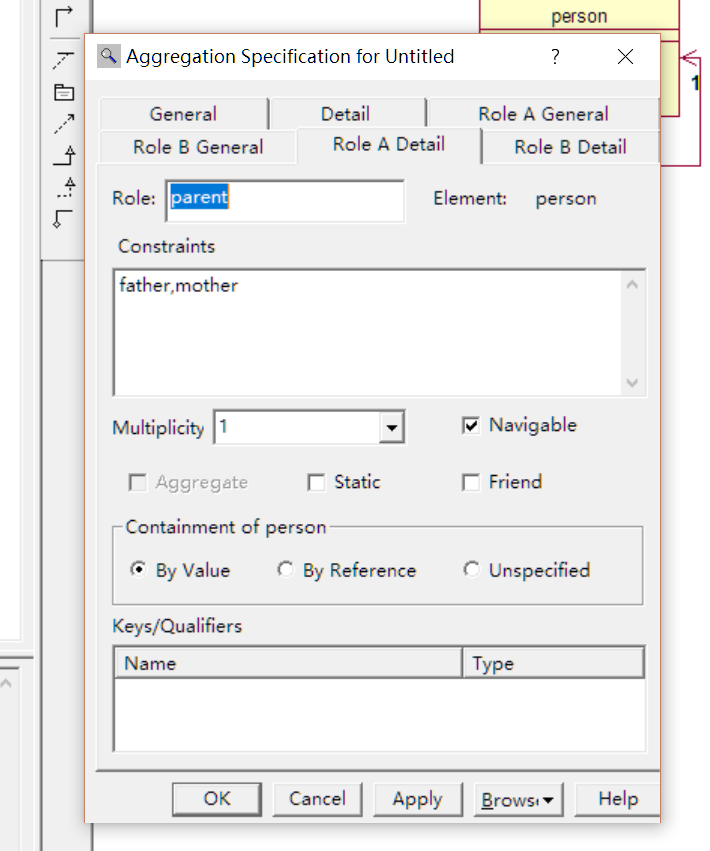 person
Aggregation Specification for Untitled
?
1
General Detail Role A General
Role B General Role A Detail Role B Detail
Role: parent Element: person
Constraints
father,mother
Multiplicity 1 Navigable
Aggregate Static Friend
Containment of person
By Value By Reference Unspecified
Keys/Qualifiers
Name Type
OK Cancel Apply Brows Help